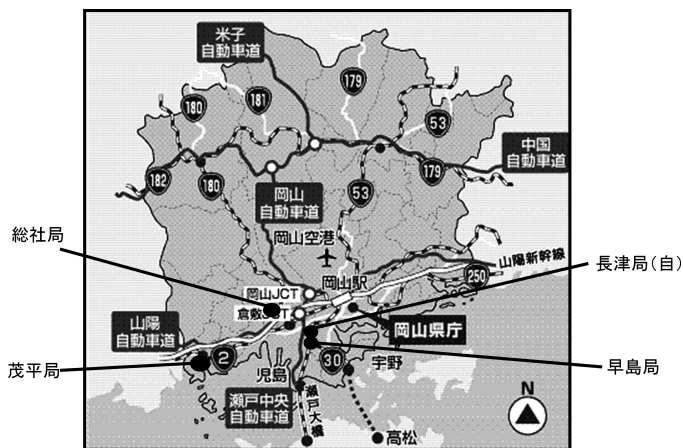 米子
自動車道
179
181
180
53
中国
自動車道
179
182
180
岡山
自動車道
53
岡山空港
総社局
山陽新幹線
長津局(自)
岡山駅
250
岡山JCT
倉敷JCT
山陽
自動車道
岡山県庁
茂平局
2
児島
30
宇野
早島局
瀬戸中央
自動車道
瀬戸大橋
N
高松